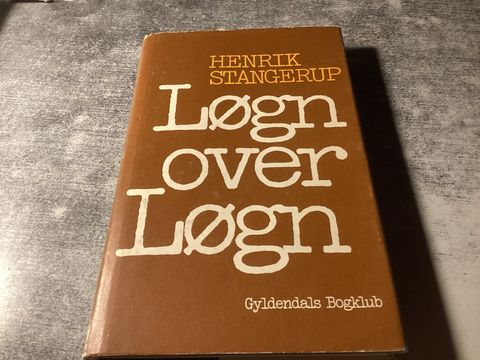 HENRIK
STANGERUP
Løgn
over
Løgn
Gyldendals Bogklub